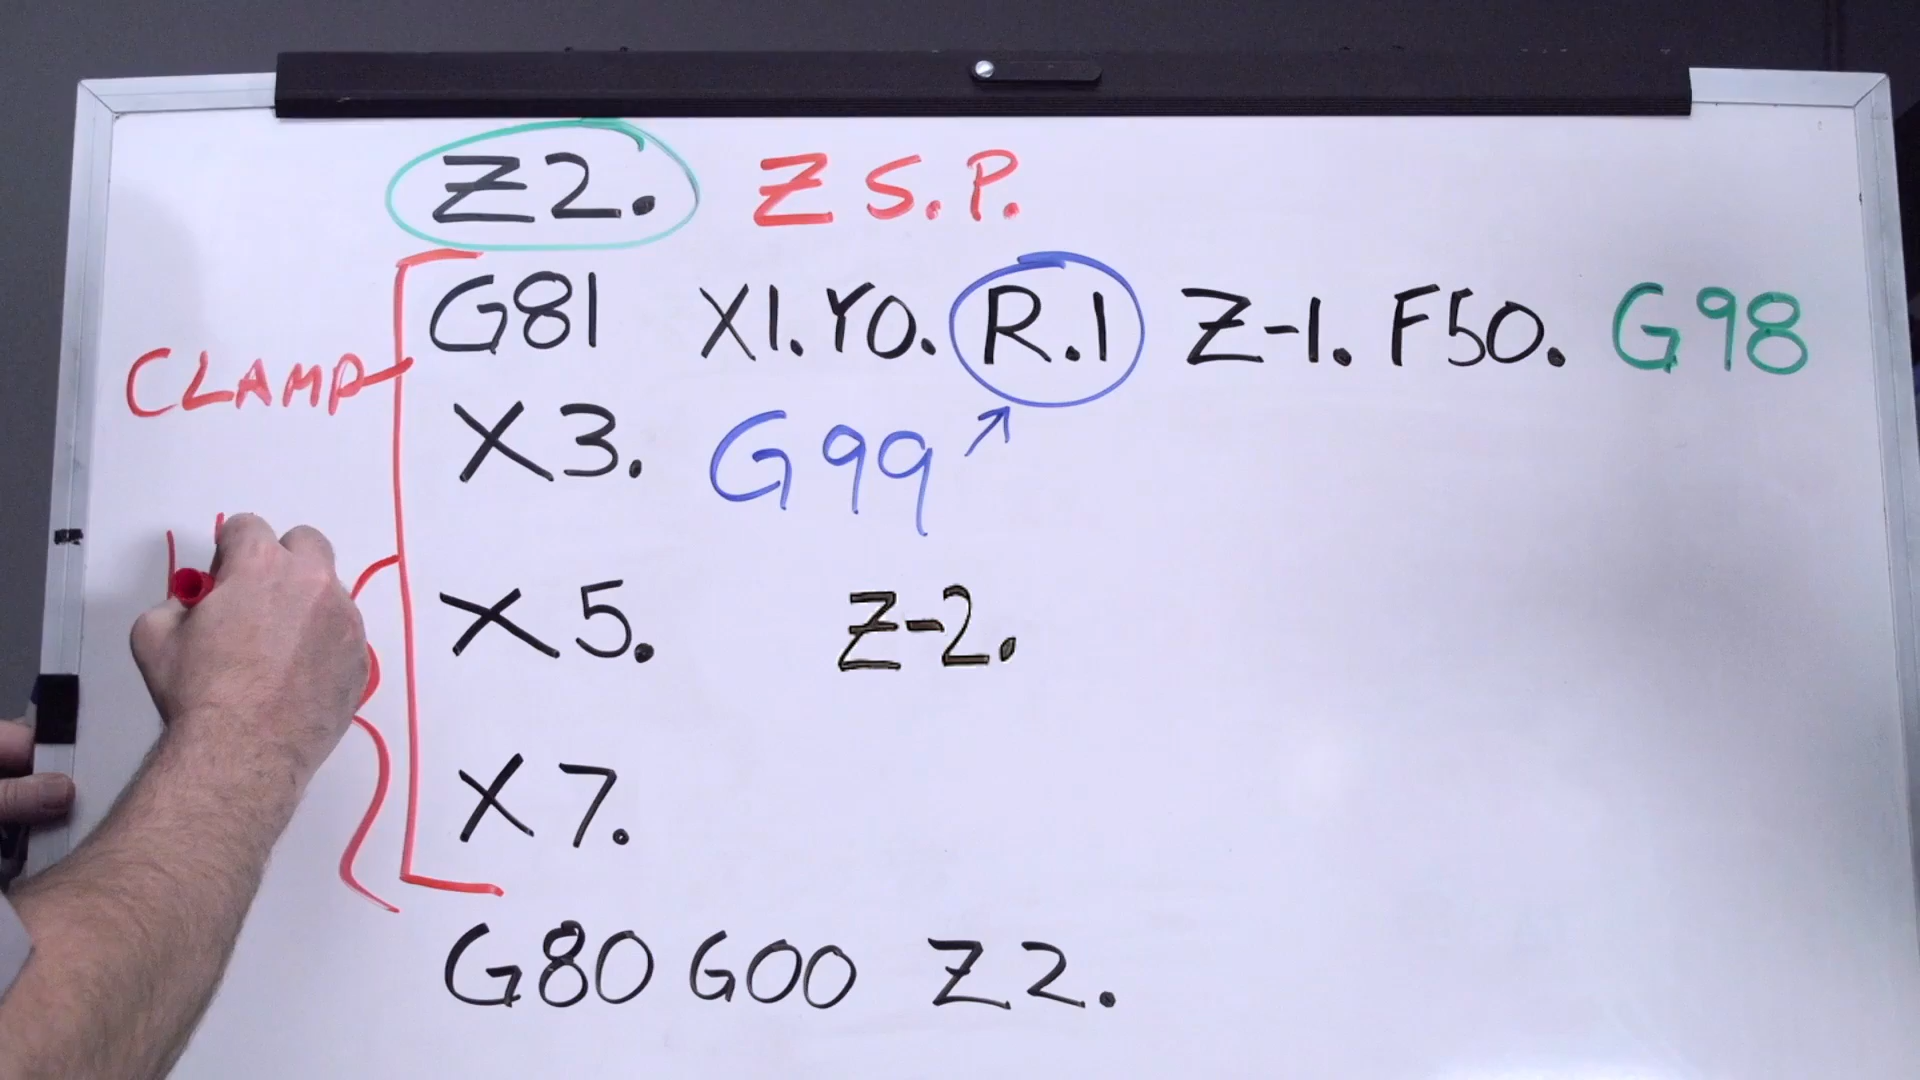 Z2. Z S.P.
G81 X1.Y0. R.1 Z-1. F50. G98
CLAMP
X3. G99
X5. Z-2.
X7.
G80 G00 Z2.